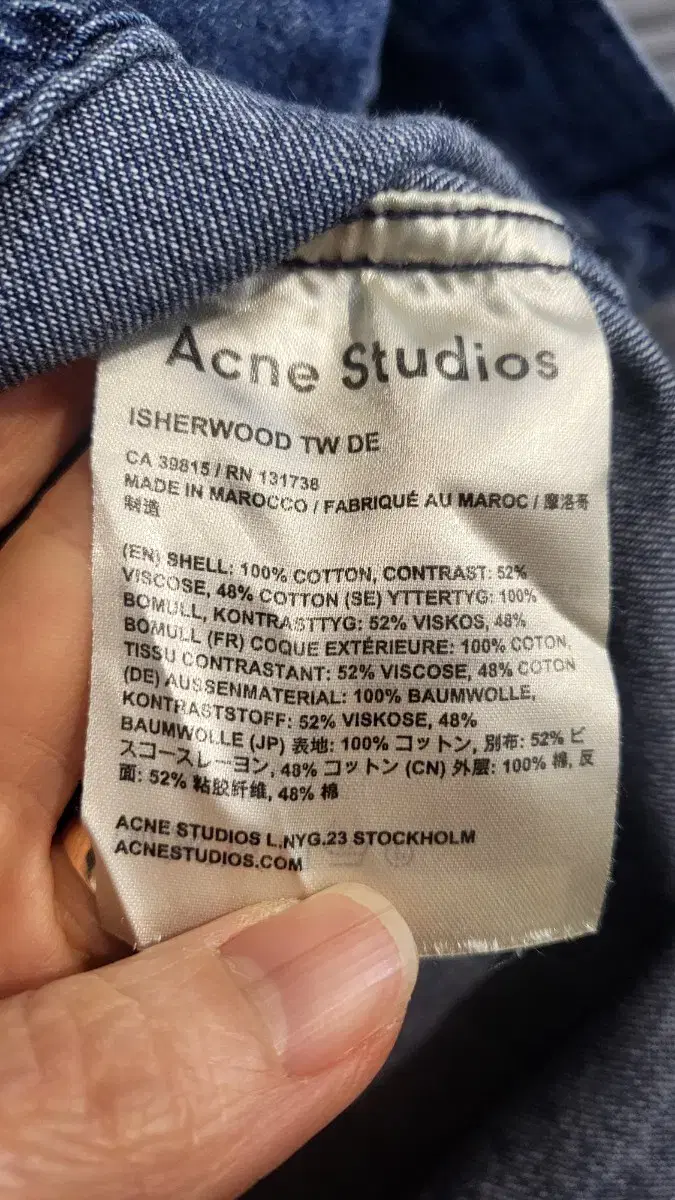 Acne Studios
ISHERWOOD TW DE
CA 39815 / RN 131738
MADE IN MAROCCO / FABRIQUÉ AU MAROC / 摩洛哥
制造
(EN) SHELL: 100% COTTON, CONTRAST: 52%
VISCOSE, 48% COTTON (SE) YTTERTYG: 100%
BOMULL, KONTRASTTYG: 52% VISKOS, 48%
BOMULL (FR) COQUE EXTÉRIEURE: 100% COTON,
TISSU CONTRASTANT: 52% VISCOSE, 48% COTON
(DE) AUSSENMATERIAL: 100% BAUMWOLLE,
KONTRASTSTOFF: 52% VISKOSE, 48%
BAUMWOLLE (JP) 表地: 100% コットン, 別布: 52% ビ
スコースレーヨン, 48% コットン (CN) 外层: 100% 棉, 反
面: 52% 粘胶纤维, 48% 棉
ACNE STUDIOS L.NYG.23 STOCKHOLM
ACNESTUDIOS.COM